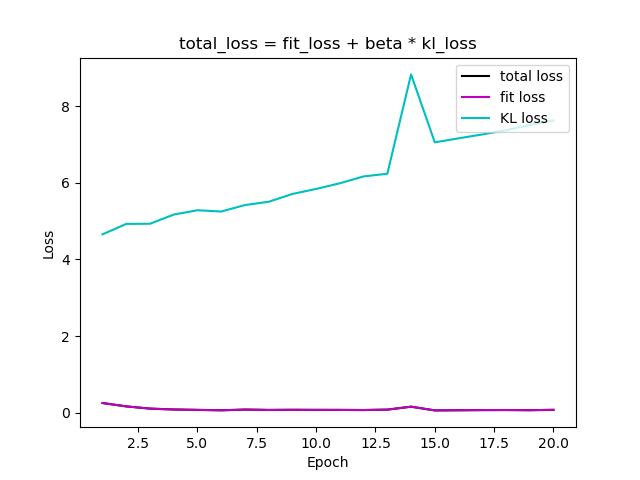 total_loss = fit_loss + beta * kl_loss
total loss
fit loss
KL loss
8
6
4
2
0
Loss
2.5 5.0 7.5 10.0 12.5 15.0 17.5 20.0
Epoch